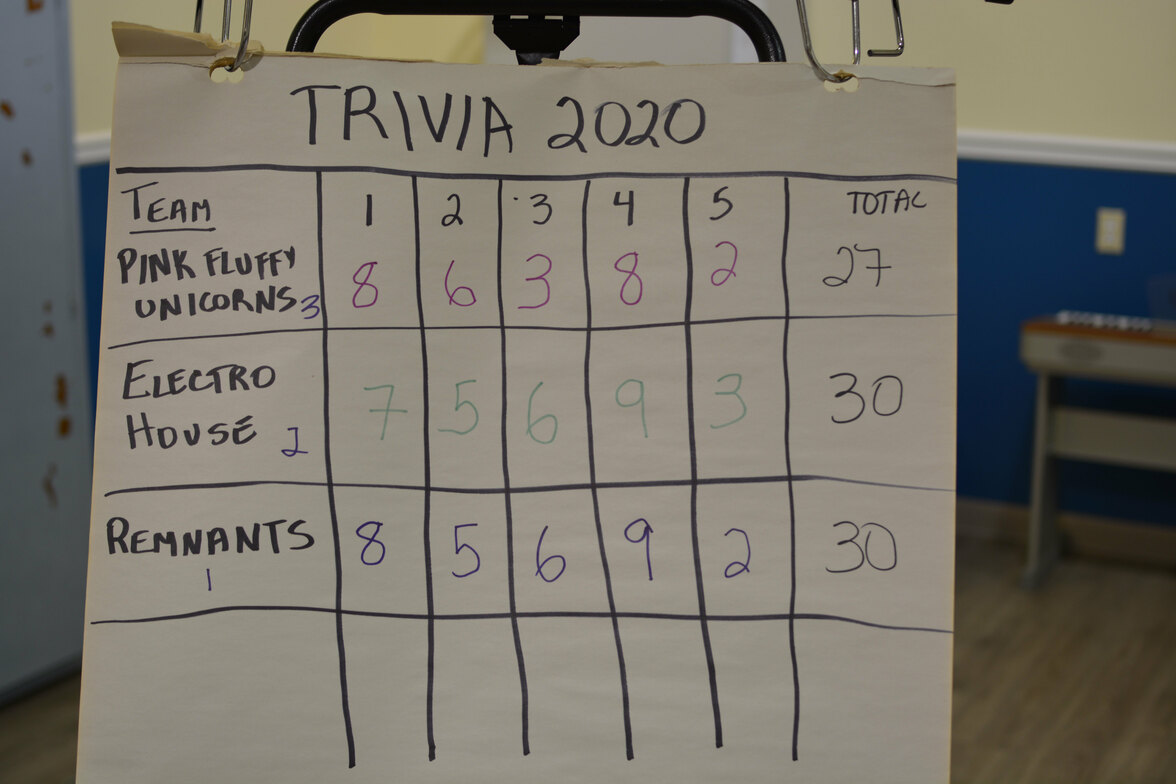 TRIVIA 2020
TEAM 1 2 3 4 5 TOTAL
PINK FLUFFY
UNICORNS 3 8 6 3 8 2 27
ELECTRO
HOUSE 2 7 5 6 9 3 30
REMNANTS 8 5 6 9 2 30
1